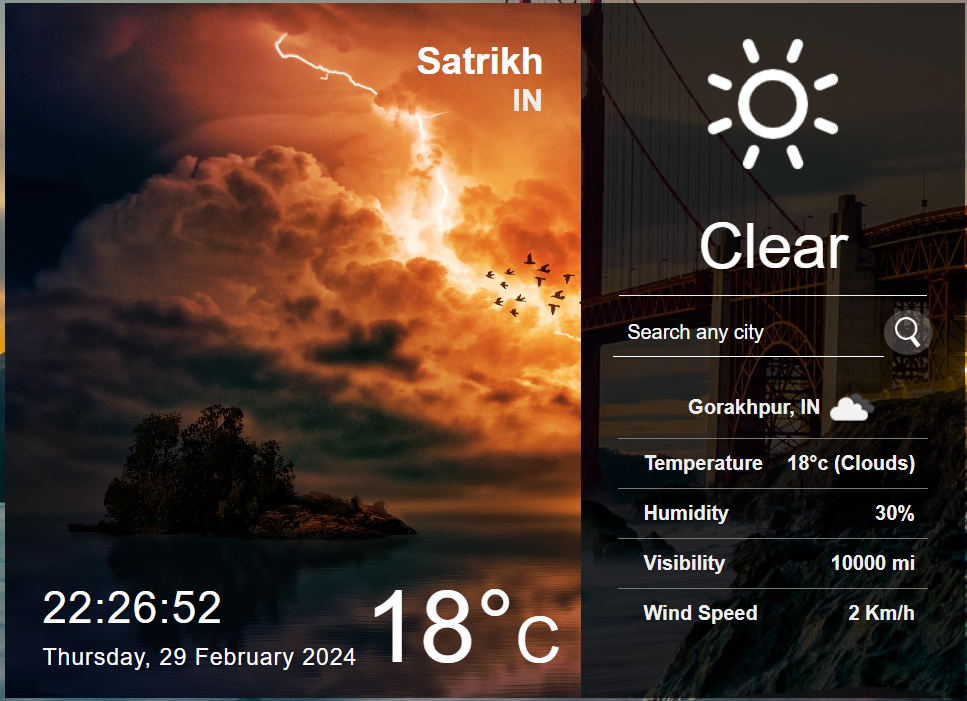 Satrikh
IN
22:26:52
Thursday, 29 February 2024
18°c
Clear
Search any city
Gorakhpur, IN
Temperature 18°c (Clouds)
Humidity 30%
Visibility 10000 mi
Wind Speed 2 Km/h